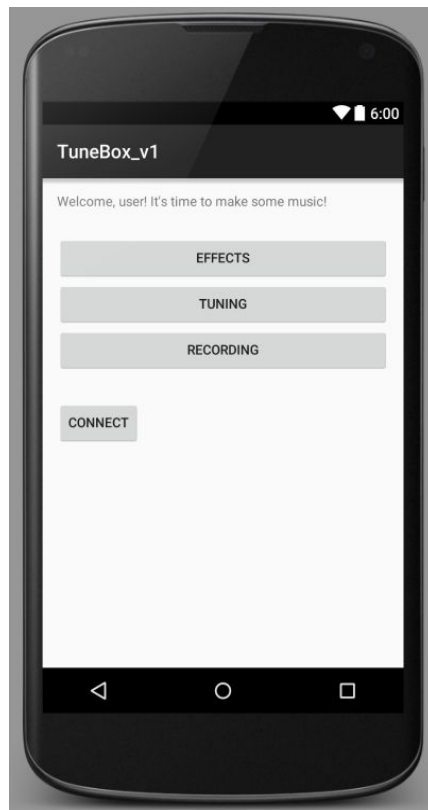 6:00
TuneBox_v1
Welcome, user! It's time to make some music!
EFFECTS
TUNING
RECORDING
CONNECT